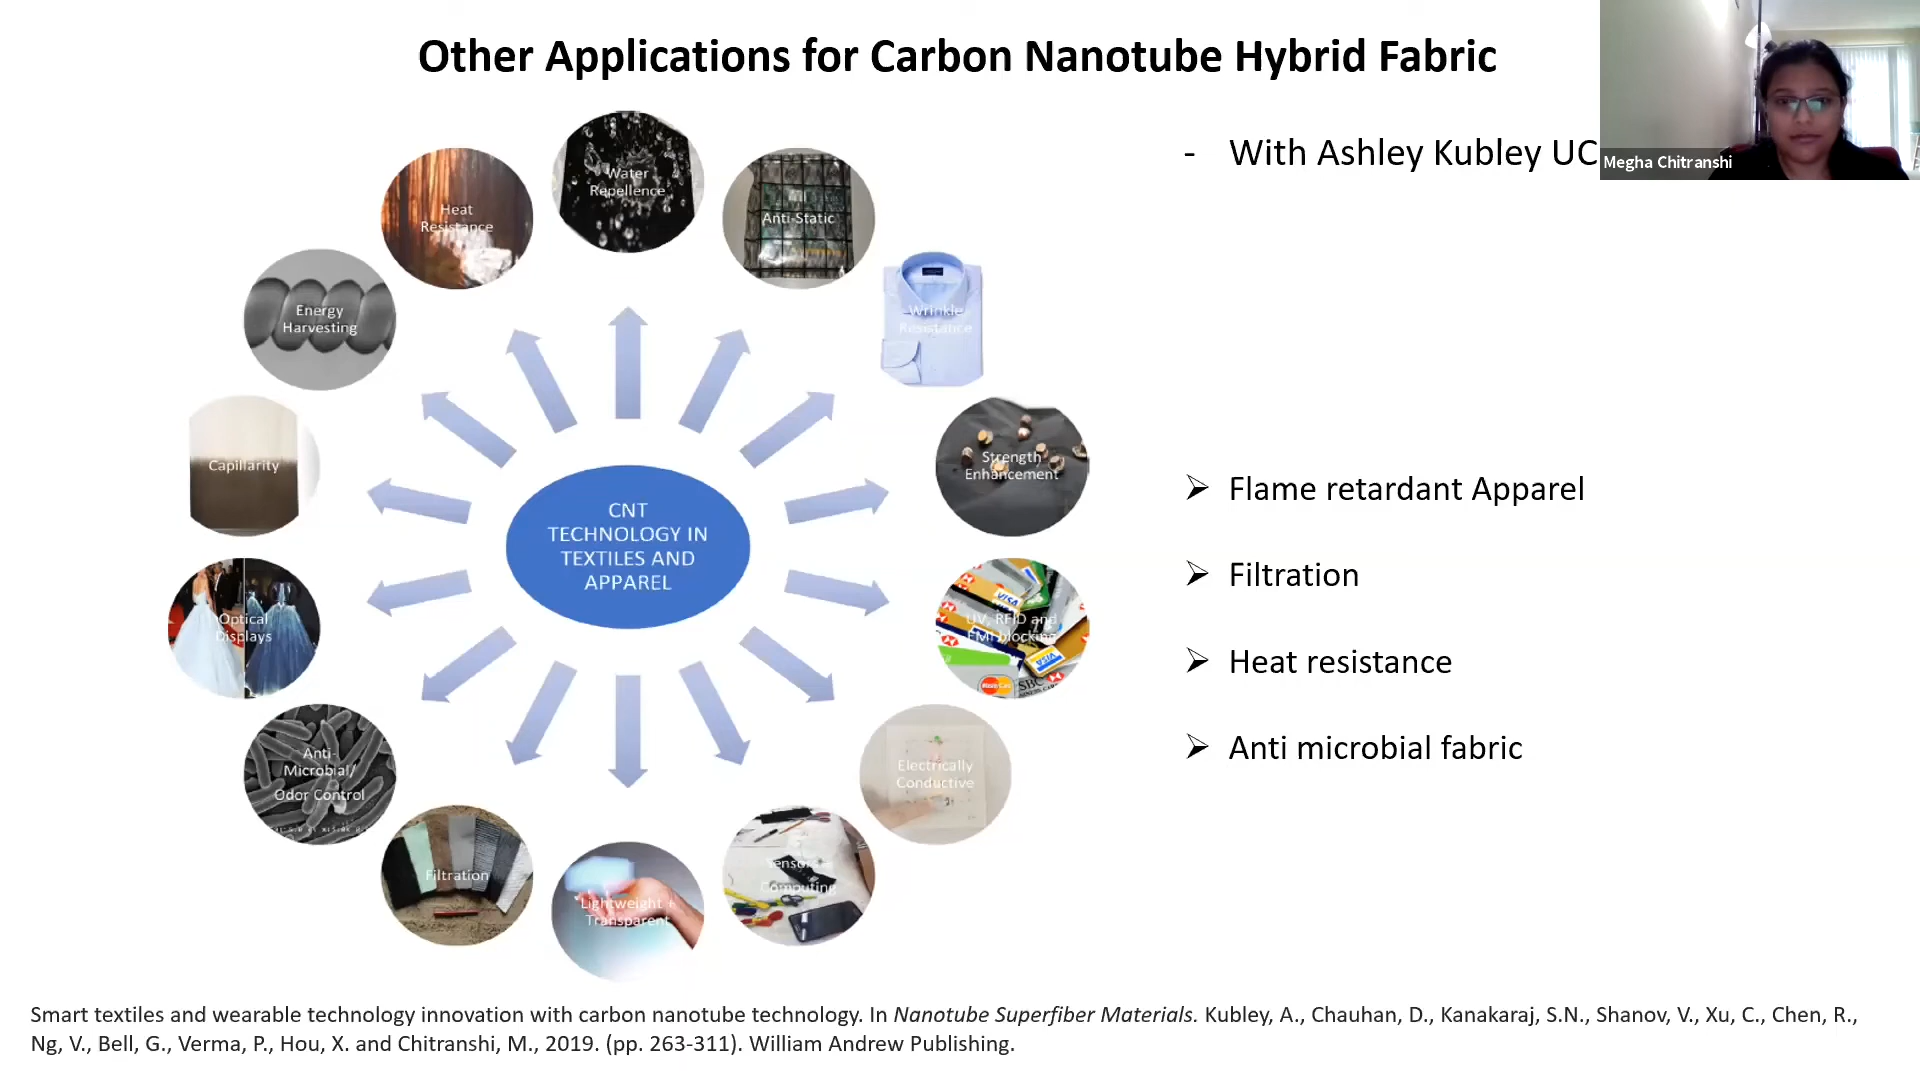 Other Applications for Carbon Nanotube Hybrid Fabric
- With Ashley Kubley UC
Megha Chitranshi
Water
Repellence
Anti-Static
Wrinkle
Resistance
Strength
Enhancement
UV, RFID and
EMI blocking
VISA
VISA
SBC
Electrically
Conductive
Computing
Lightweight +
Transparent
Filtration
Anti-
Microbial/
Odor Control
Optical
Displays
Capillarity
Energy
Harvesting
Heat
Resistance
CNT
TECHNOLOGY IN
TEXTILES AND
APPAREL
➢ Flame retardant Apparel
➢ Filtration
➢ Heat resistance
➢ Anti microbial fabric
Smart textiles and wearable technology innovation with carbon nanotube technology. In Nanotube Superfiber Materials. Kubley, A., Chauhan, D., Kanakaraj, S.N., Shanov, V., Xu, C., Chen, R.,
Ng, V., Bell, G., Verma, P., Hou, X. and Chitranshi, M., 2019. (pp. 263-311). William Andrew Publishing.